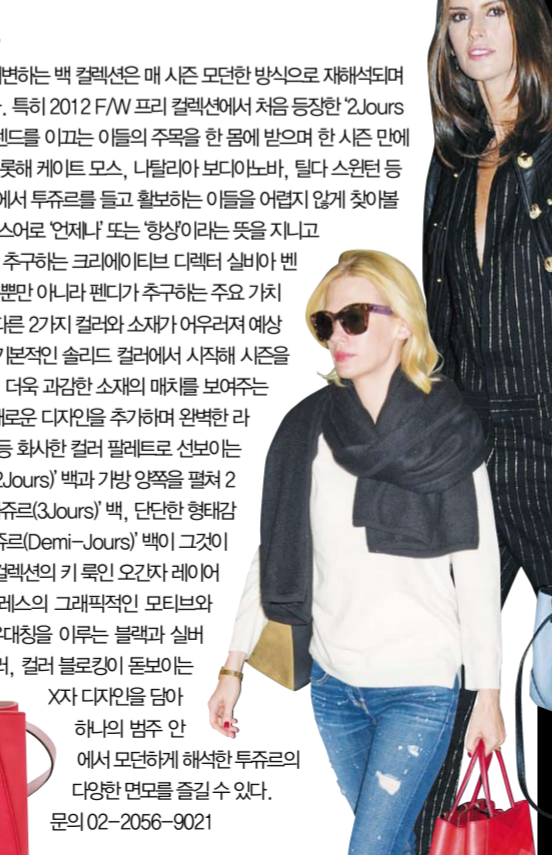 변하는 백 컬렉션은 매 시즌 모던한 방식으로 재해석되며
. 특히 2012 F/W 프리 컬렉션에서 처음 등장한 ‘2Jours
렌드를 이끄는 이들의 주목을 한 몸에 받으며 한 시즌 만에
롯해 케이트 모스, 나탈리아 보디아노바, 틸다 스윈턴 등
에서 투쥬르를 들고 활보하는 이들을 어렵지 않게 찾아볼
스어로 ‘언제나’ 또는 ‘항상’이라는 뜻을 지니고
추구하는 크리에이티브 디렉터 실비아 벤
뿐만 아니라 펜디가 추구하는 주요 가치
다른 2가지 컬러와 소재가 어우러져 예상
기본적인 솔리드 컬러에서 시작해 시즌을
더욱 과감한 소재의 매치를 보여주는
새로운 디자인을 추가하며 완벽한 라
등 화사한 컬러 팔레트로 선보이는
2Jours)’ 백과 가방 양쪽을 펼쳐 2
쥬르(3Jours)’ 백, 단단한 형태감
쥬르(Demi-Jours)’ 백이 그것이
컬렉션의 키 룩인 오간자 레이어
레스의 그래픽적인 모티브와
대칭을 이루는 블랙과 실버
러, 컬러 블로킹이 돋보이는
X자 디자인을 담아
하나의 범주 안
에서 모던하게 해석한 투쥬르의
다양한 면모를 즐길 수 있다.
문의 02-2056-9021